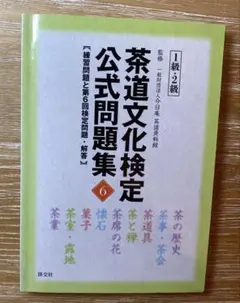 1級・2級
監修 一般財団法人今日庵 茶道資料館
茶道文化検定
公式問題集6
【練習問題と第6回検定問題・解答】
茶の歴史
茶事・茶会
茶道具
茶と禅
茶席の花
懐石
菓子
茶室・露地
茶業
淡交社